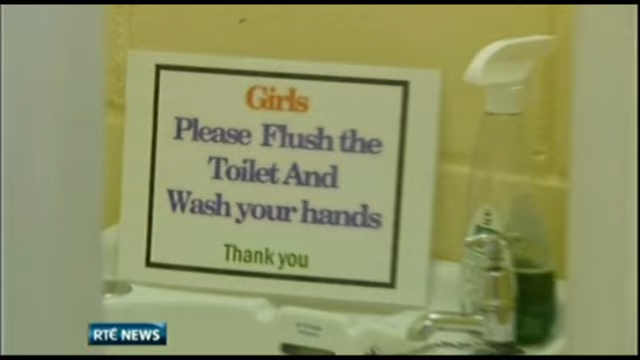 Girls
Please Flush the
Toilet And
Wash your hands
Thank you
RTÉ NEWS